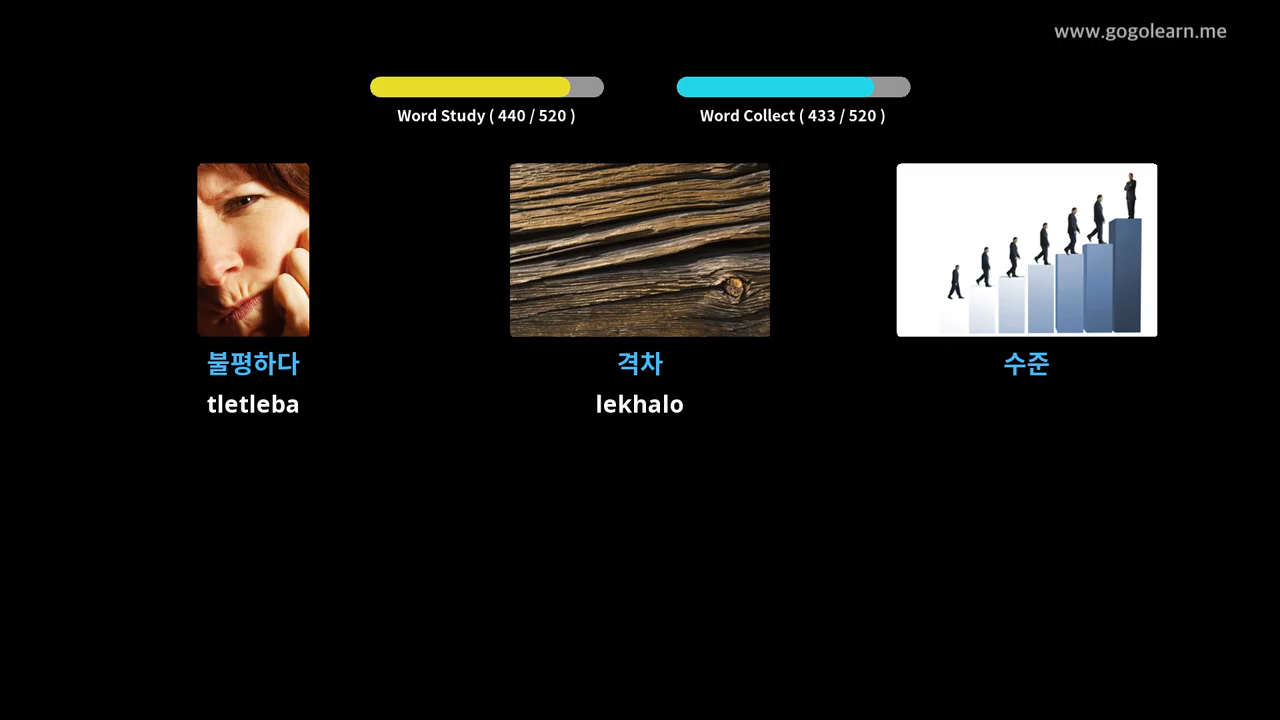 www.gogolearn.me
Word Study ( 440 / 520 )
Word Collect ( 433 / 520 )
불평하다
격차
수준
tletleba
lekhalo